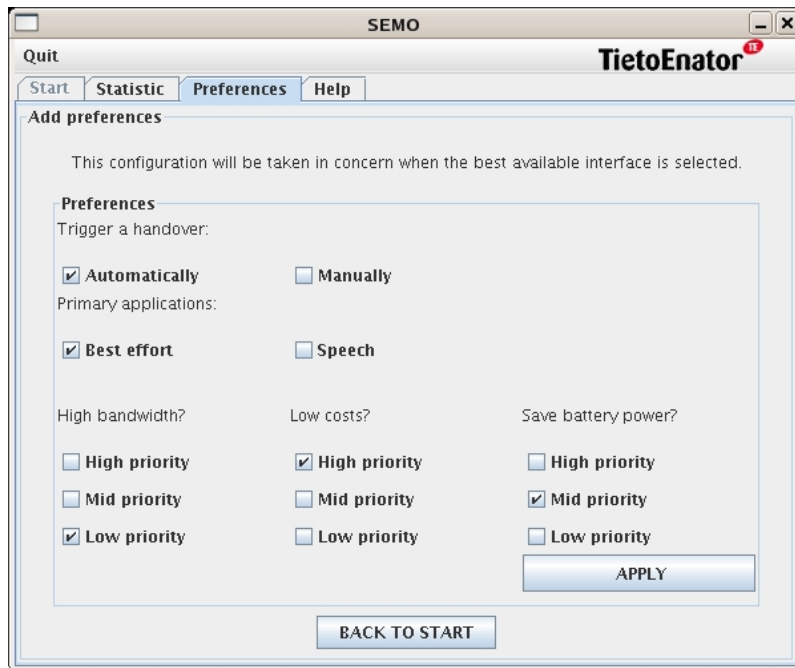 SEMO
Quit
TietoEnator TE
Start Statistic Preferences Help
Add preferences
This configuration will be taken in concern when the best available interface is selected.
Preferences
Trigger a handover:
Automatically Manually
Primary applications:
Best effort Speech
High bandwidth? Low costs? Save battery power?
High priority High priority High priority
Mid priority Mid priority Mid priority
Low priority Low priority Low priority
APPLY
BACK TO START